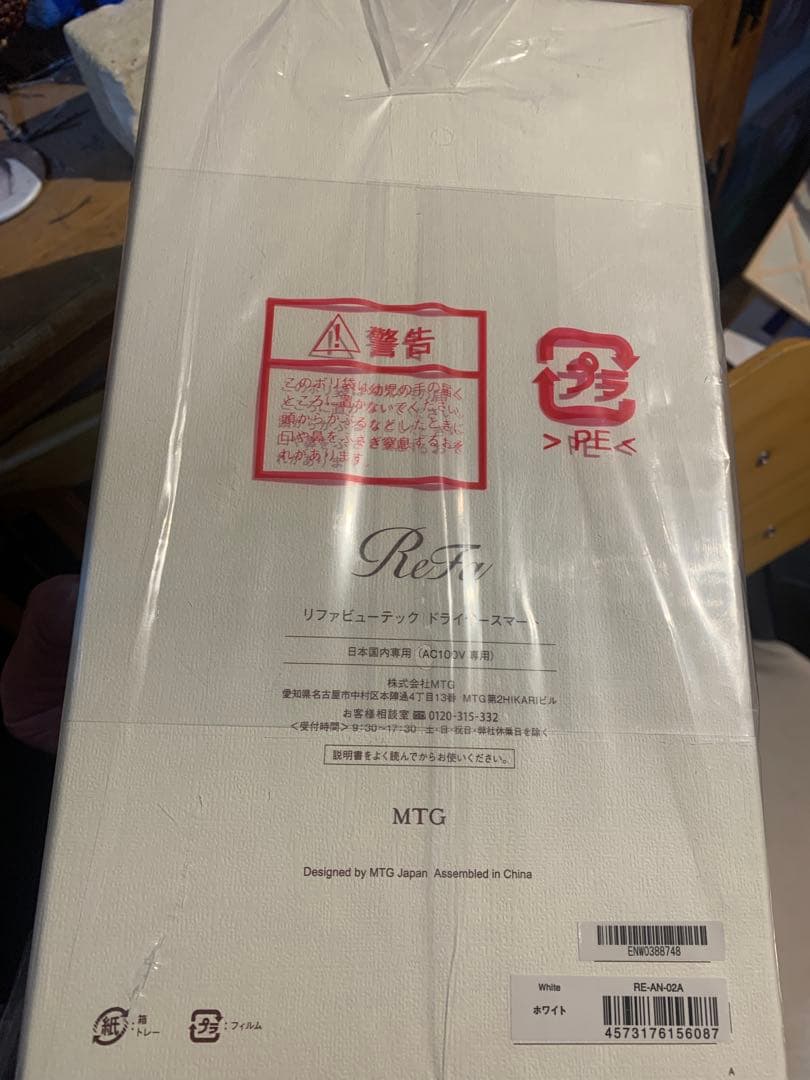 警告
このポリ袋は幼児の手の届く
ところに置かないでください。
頭からかぶるなどしたときに
口や鼻をふさぎ窒息するおそ
れがあります。
プラ
PE
ReFa
リファビューテック ドライヤースマート
日本国内専用（AC100V 専用）
株式会社MTG
愛知県名古屋市中村区本陣通4丁目13番 MTG第2HIKARIビル
お客様相談室 0120-315-332
＜受付時間＞9:30〜17:30 土・日・祝日・弊社休業日を除く
説明書をよく読んでからお使いください。
MTG
Designed by MTG Japan Assembled in China
ENW0388748
White RE-AN-02A
ホワイト
4573176156087
紙：箱
トレー
プラ：フィルム
A